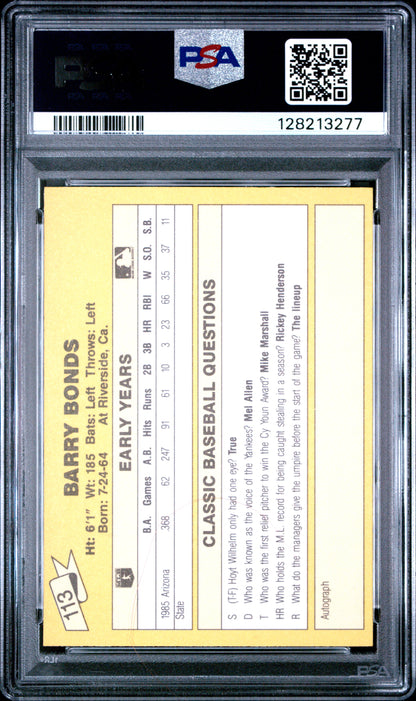 PSA
128213277
113
BARRY BONDS
Ht: 6'1" Wt: 185 Bats: Left Throws: Left
Born: 7-24-64 At Riverside, Ca.
EARLY YEARS
B.A. Games A.B. Hits Runs 2B 3B HR RBI W S.O. S.B.
1985 Arizona State 368 62 247 91 61 10 3 23 66 35 37 11
CLASSIC BASEBALL QUESTIONS
S (T-F) Hoyt Wilhelm only had one eye? True
D Who was known as the voice of the Yankees? Mel Allen
T Who was the first relief pitcher to win the Cy Youn Award? Mike Marshall
HR Who holds the M.L. record for being caught stealing in a season? Rickey Henderson
R What do the managers give the umpire before the start of the game? The lineup
Autograph
PSA